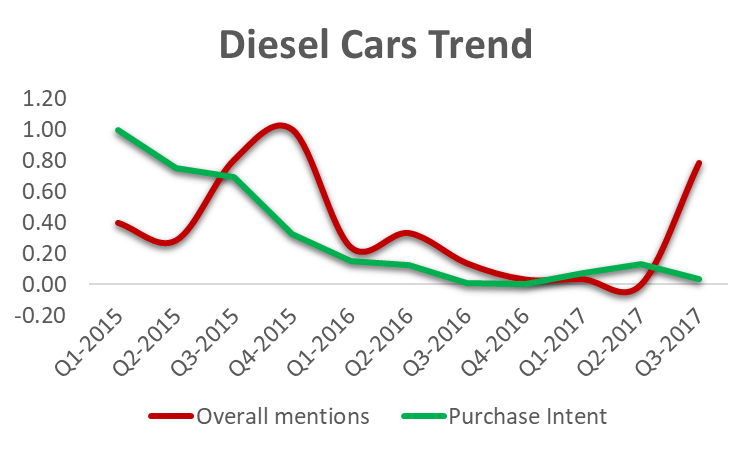 Diesel Cars Trend
1.20
1.00
0.80
0.60
0.40
0.20
0.00
-0.20
Q1-2015
Q2-2015
Q3-2015
Q4-2015
Q1-2016
Q2-2016
Q3-2016
Q4-2016
Q1-2017
Q2-2017
Q3-2017
Overall mentions
Purchase Intent